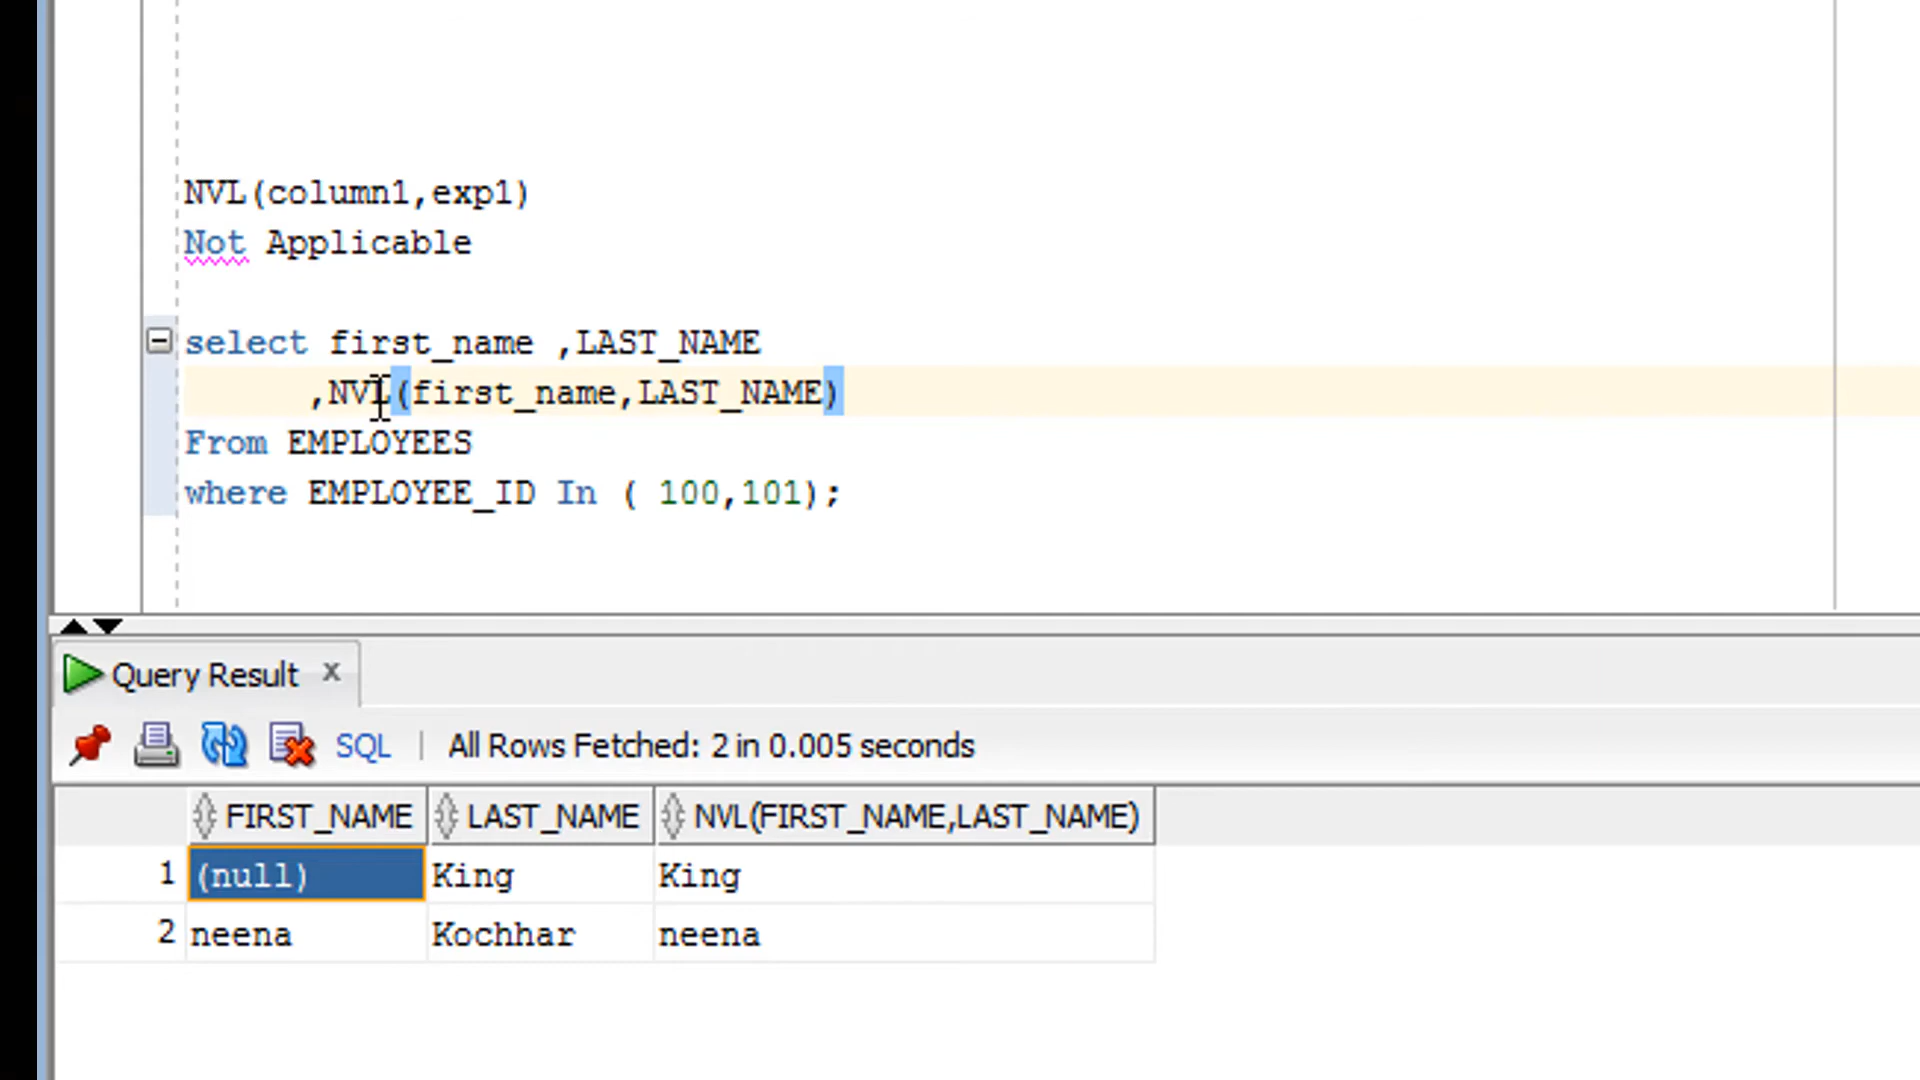 NVL(column1,exp1)
Not Applicable
select first_name ,LAST_NAME
,NVL(first_name,LAST_NAME)
From EMPLOYEES
where EMPLOYEE_ID In ( 100,101);
Query Result x
SQL | All Rows Fetched: 2 in 0.005 seconds
FIRST_NAME LAST_NAME NVL(FIRST_NAME,LAST_NAME)
1 (null) King King
2 neena Kochhar neena